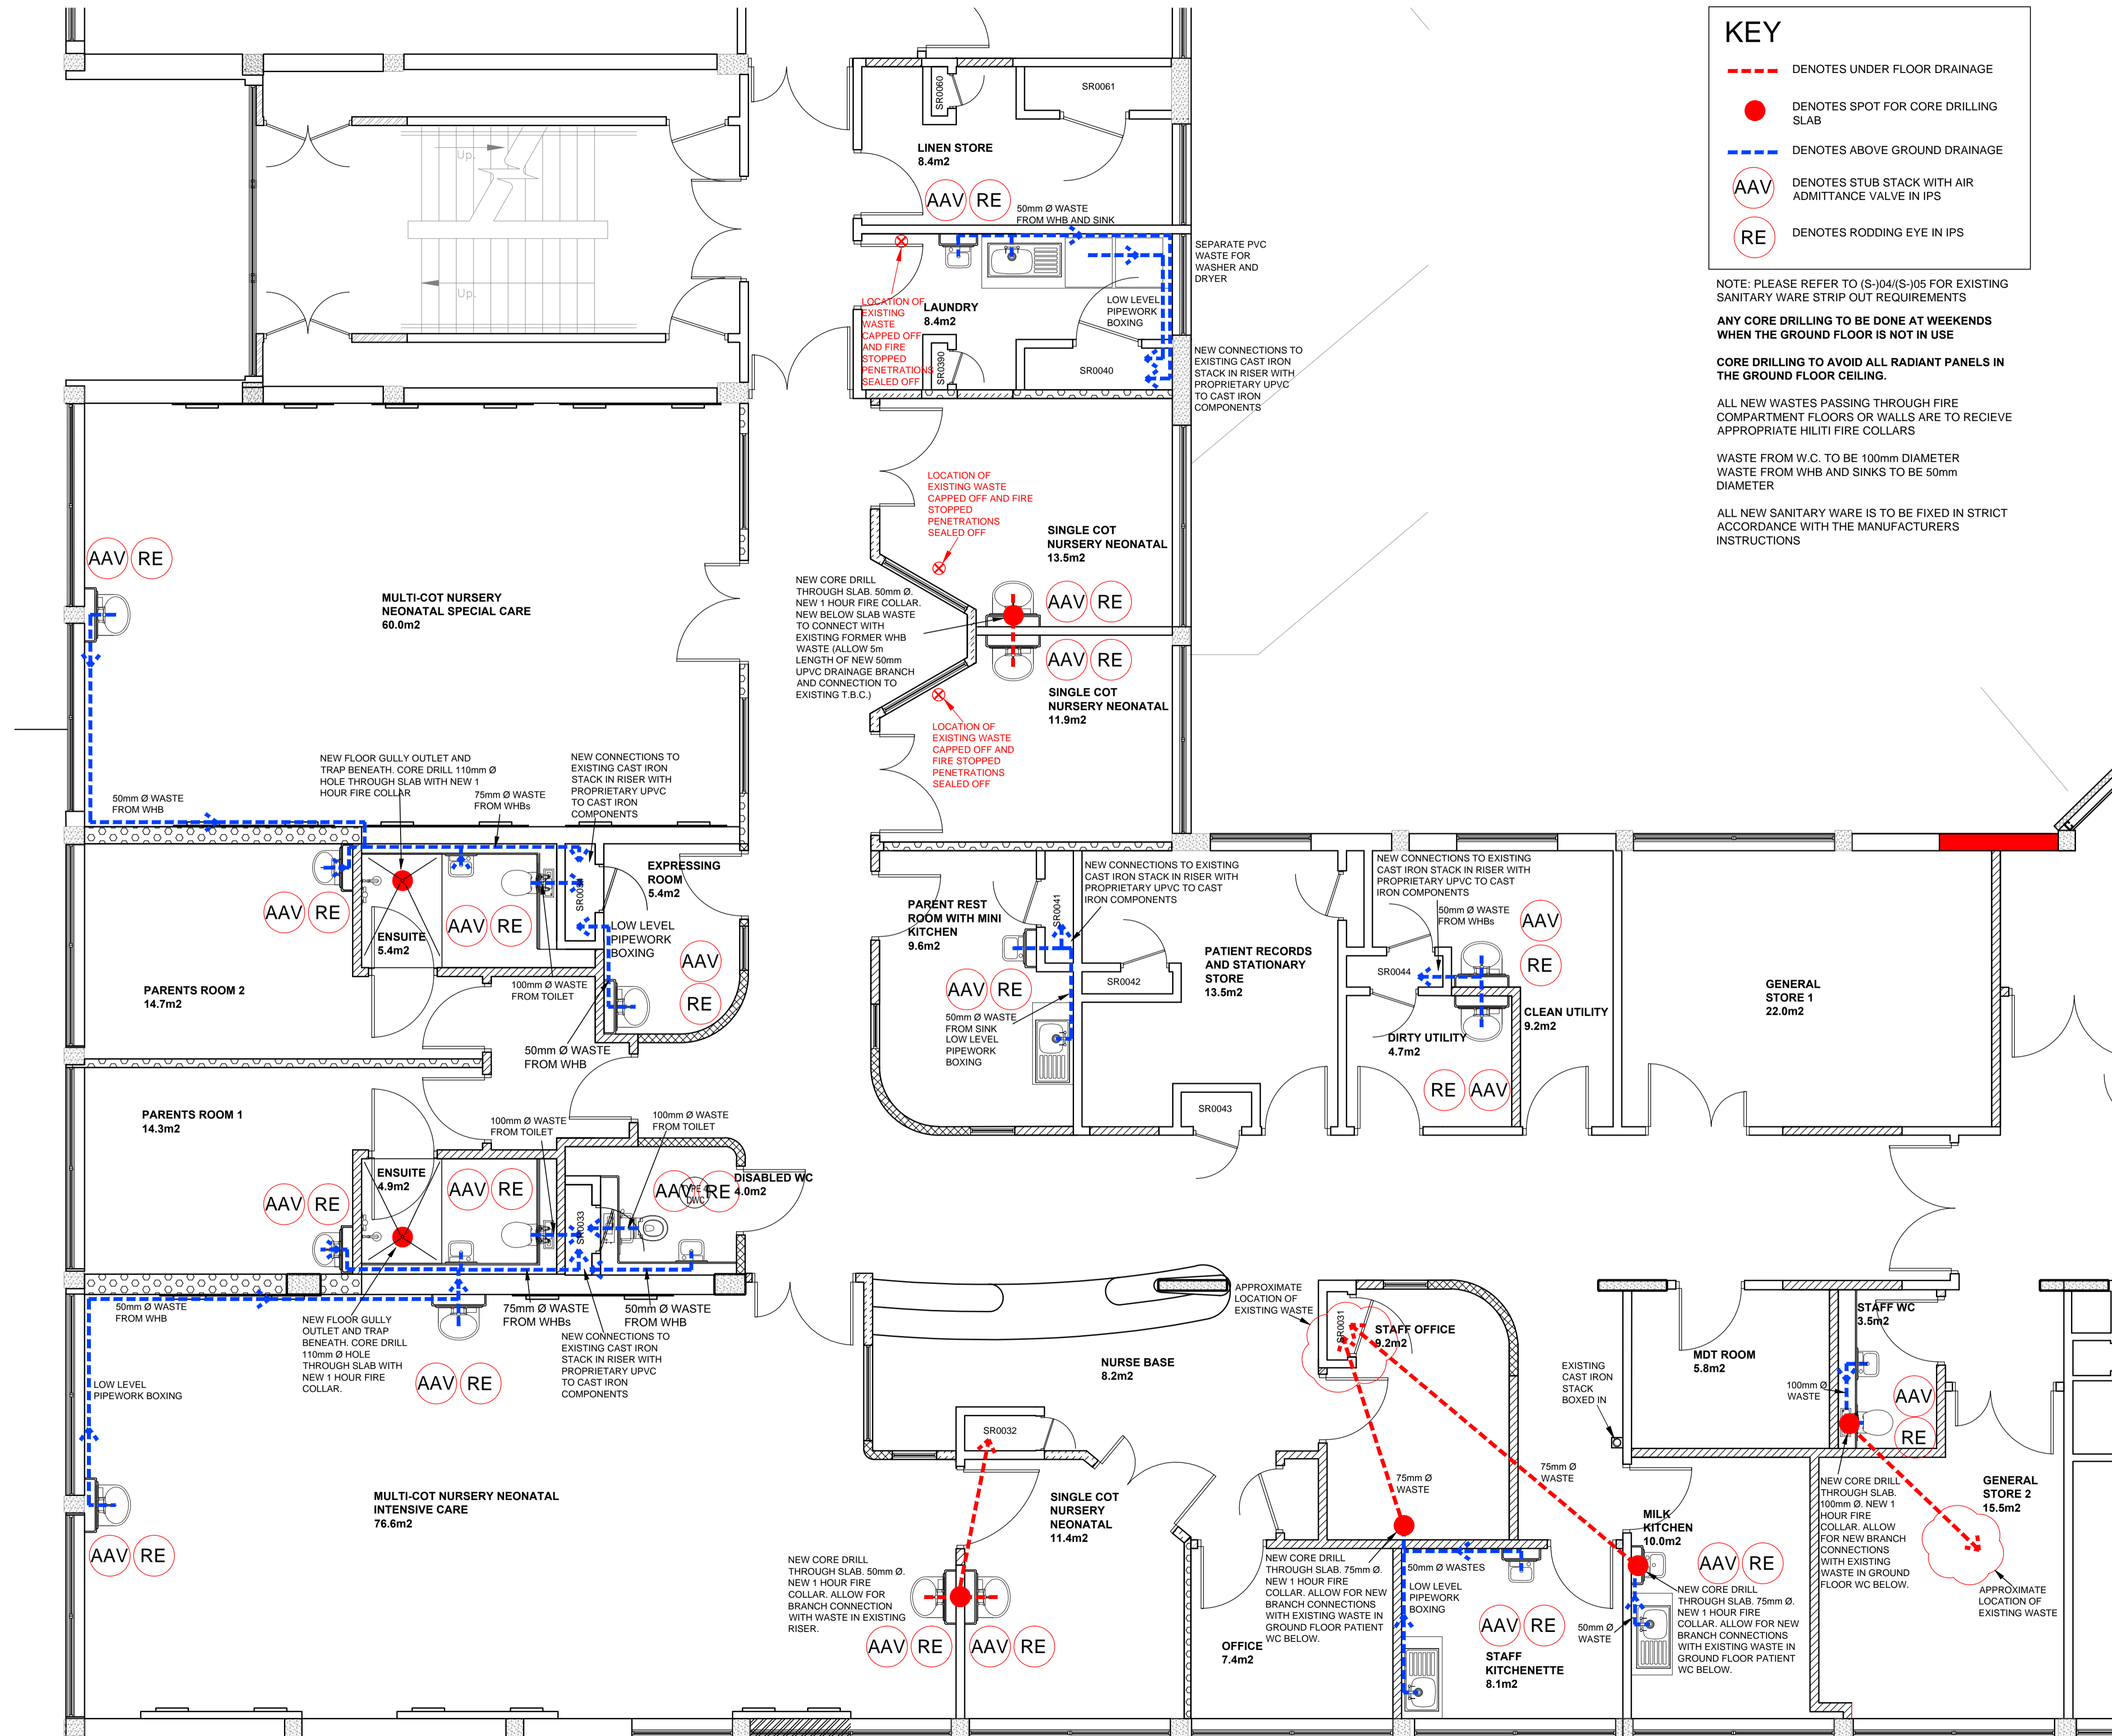 KEY
DENOTES UNDER FLOOR DRAINAGE
DENOTES SPOT FOR CORE DRILLING
SLAB
DENOTES ABOVE GROUND DRAINAGE
AAV
DENOTES STUB STACK WITH AIR
ADMITTANCE VALVE IN IPS
RE
DENOTES RODDING EYE IN IPS
NOTE: PLEASE REFER TO (S-)04/(S-)05 FOR EXISTING
SANITARY WARE STRIP OUT REQUIREMENTS
ANY CORE DRILLING TO BE DONE AT WEEKENDS
WHEN THE GROUND FLOOR IS NOT IN USE
CORE DRILLING TO AVOID ALL RADIANT PANELS IN
THE GROUND FLOOR CEILING.
ALL NEW WASTES PASSING THROUGH FIRE
COMPARTMENT FLOORS OR WALLS ARE TO RECIEVE
APPROPRIATE HILITI FIRE COLLARS
WASTE FROM W.C. TO BE 100mm DIAMETER
WASTE FROM WHB AND SINKS TO BE 50mm
DIAMETER
ALL NEW SANITARY WARE IS TO BE FIXED IN STRICT
ACCORDANCE WITH THE MANUFACTURERS
INSTRUCTIONS
Up.
Up.
SR0060
SR0061
LINEN STORE
8.4m2
AAV RE
50mm Ø WASTE
FROM WHB AND SINK
SEPARATE PVC
WASTE FOR
WASHER AND
DRYER
LOCATION OF
EXISTING
WASTE
CAPPED OFF
AND FIRE
STOPPED
PENETRATIONS
SEALED OFF
LAUNDRY
8.4m2
LOW LEVEL
PIPEWORK
BOXING
SR0390
SR0040
NEW CONNECTIONS TO
EXISTING CAST IRON
STACK IN RISER WITH
PROPRIETARY UPVC
TO CAST IRON
COMPONENTS
LOCATION OF
EXISTING WASTE
CAPPED OFF AND FIRE
STOPPED
PENETRATIONS
SEALED OFF
SINGLE COT
NURSERY NEONATAL
13.5m2
AAV RE
NEW CORE DRILL
THROUGH SLAB. 50mm Ø.
NEW 1 HOUR FIRE COLLAR.
NEW BELOW SLAB WASTE
TO CONNECT WITH
EXISTING FORMER WHB
WASTE (ALLOW 5m
LENGTH OF NEW 50mm
UPVC DRAINAGE BRANCH
AND CONNECTION TO
EXISTING T.B.C.)
AAV RE
SINGLE COT
NURSERY NEONATAL
11.9m2
LOCATION OF
EXISTING WASTE
CAPPED OFF AND
FIRE STOPPED
PENETRATIONS
SEALED OFF
AAV RE
MULTI-COT NURSERY
NEONATAL SPECIAL CARE
60.0m2
50mm Ø WASTE
FROM WHB
NEW FLOOR GULLY OUTLET AND
TRAP BENEATH. CORE DRILL 110mm Ø
HOLE THROUGH SLAB WITH NEW 1
HOUR FIRE COLLAR
75mm Ø WASTE
FROM WHBs
NEW CONNECTIONS TO
EXISTING CAST IRON
STACK IN RISER WITH
PROPRIETARY UPVC
TO CAST IRON
COMPONENTS
EXPRESSING
ROOM
5.4m2
LOW LEVEL
PIPEWORK
BOXING
AAV
RE
AAV RE
ENSUITE
5.4m2
AAV RE
100mm Ø WASTE
FROM TOILET
PARENTS ROOM 2
14.7m2
50mm Ø WASTE
FROM WHB
PARENTS ROOM 1
14.3m2
100mm Ø WASTE
FROM TOILET
100mm Ø WASTE
FROM TOILET
ENSUITE
4.9m2
AAV RE
AAV RE
AAV RE
DISABLED WC
4.0m2
SR0033
50mm Ø WASTE
FROM WHB
NEW FLOOR GULLY
OUTLET AND TRAP
BENEATH. CORE DRILL
110mm Ø HOLE
THROUGH SLAB WITH
NEW 1 HOUR FIRE
COLLAR.
75mm Ø WASTE
FROM WHBs
50mm Ø WASTE
FROM WHB
NEW CONNECTIONS TO
EXISTING CAST IRON
STACK IN RISER WITH
PROPRIETARY UPVC
TO CAST IRON
COMPONENTS
LOW LEVEL
PIPEWORK BOXING
AAV RE
MULTI-COT NURSERY NEONATAL
INTENSIVE CARE
76.6m2
AAV RE
PARENT REST
ROOM WITH MINI
KITCHEN
9.6m2
SR0041
NEW CONNECTIONS TO EXISTING
CAST IRON STACK IN RISER WITH
PROPRIETARY UPVC TO CAST
IRON COMPONENTS
AAV RE
50mm Ø WASTE
FROM SINK
LOW LEVEL
PIPEWORK
BOXING
SR0042
PATIENT RECORDS
AND STATIONARY
STORE
13.5m2
SR0043
NEW CONNECTIONS TO EXISTING
CAST IRON STACK IN RISER WITH
PROPRIETARY UPVC TO CAST
IRON COMPONENTS
50mm Ø WASTE
FROM WHBs
AAV
RE
SR0044
CLEAN UTILITY
9.2m2
DIRTY UTILITY
4.7m2
RE AAV
GENERAL
STORE 1
22.0m2
NURSE BASE
8.2m2
SR0032
APPROXIMATE
LOCATION OF
EXISTING WASTE
SR0031
STAFF OFFICE
9.2m2
EXISTING
CAST IRON
STACK
BOXED IN
MDT ROOM
5.8m2
STAFF WC
3.5m2
100mm Ø
WASTE
AAV
RE
GENERAL
STORE 2
15.5m2
NEW CORE DRILL
THROUGH SLAB.
100mm Ø. NEW 1
HOUR FIRE
COLLAR. ALLOW
FOR NEW BRANCH
CONNECTIONS
WITH EXISTING
WASTE IN GROUND
FLOOR WC BELOW.
APPROXIMATE
LOCATION OF
EXISTING WASTE
SINGLE COT
NURSERY
NEONATAL
11.4m2
NEW CORE DRILL
THROUGH SLAB. 50mm Ø.
NEW 1 HOUR FIRE
COLLAR. ALLOW FOR
BRANCH CONNECTION
WITH WASTE IN EXISTING
RISER.
AAV RE
AAV RE
75mm Ø
WASTE
75mm Ø
WASTE
NEW CORE DRILL
THROUGH SLAB. 75mm Ø.
NEW 1 HOUR FIRE
COLLAR. ALLOW FOR NEW
BRANCH CONNECTIONS
WITH EXISTING WASTE IN
GROUND FLOOR PATIENT
WC BELOW.
OFFICE
7.4m2
50mm Ø WASTES
LOW LEVEL
PIPEWORK
BOXING
AAV RE
STAFF
KITCHENETTE
8.1m2
50mm Ø
WASTE
MILK
KITCHEN
10.0m2
AAV RE
NEW CORE DRILL
THROUGH SLAB. 75mm Ø.
NEW 1 HOUR FIRE
COLLAR. ALLOW FOR NEW
BRANCH CONNECTIONS
WITH EXISTING WASTE IN
GROUND FLOOR PATIENT
WC BELOW.